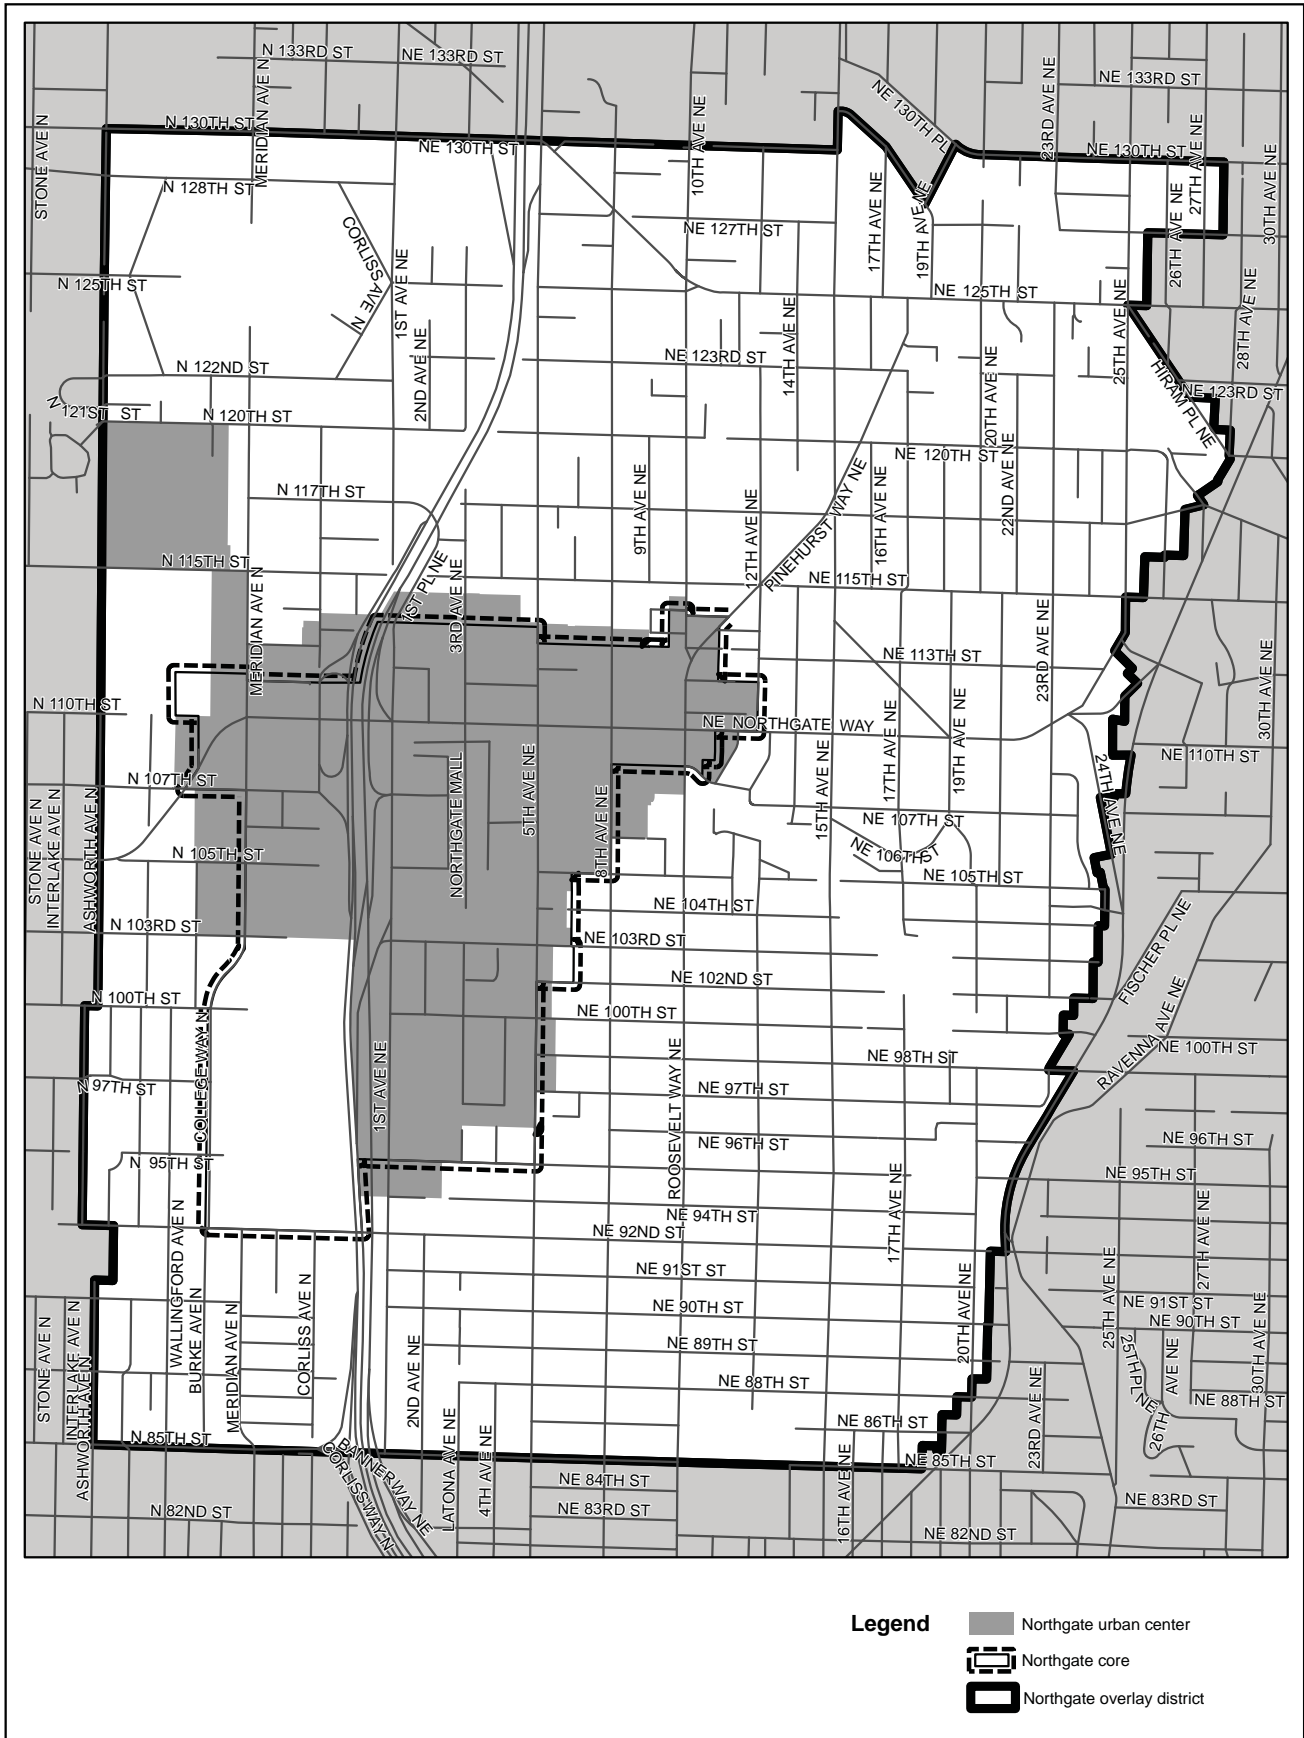 N 133RD ST
NE 133RD ST
NE 133RD ST
MERIDIAN AVE N
STONE AVE N
10TH AVE NE
NE 130TH PL
23RD AVE NE
27TH AVE NE
30TH AVE NE
N 130TH ST
NE 130TH ST
NE 130TH ST
N 128TH ST
CORLISS AVE N
17TH AVE NE
19TH AVE NE
26TH AVE NE
NE 127TH ST
1ST AVE NE
N 125TH ST
NE 125TH ST
28TH AVE NE
2ND AVE NE
14TH AVE NE
25TH AVE NE
N 122ND ST
NE 123RD ST
20TH AVE NE
HIRAM PL NE
NE 123RD ST
N 121ST ST
N 120TH ST
NE 120TH ST
22ND AVE NE
N 117TH ST
9TH AVE NE
12TH AVE NE
PINEHURST WAY NE
16TH AVE NE
N 115TH ST
MERIDIAN AVE N
1ST PL NE
3RD AVE NE
NE 115TH ST
23RD AVE NE
NE 113TH ST
30TH AVE NE
N 110TH ST
NE NORTHGATE WAY
19TH AVE NE
17TH AVE NE
15TH AVE NE
NE 110TH ST
24TH AVE NE
N 107TH ST
NORTHGATE MALL
5TH AVE NE
8TH AVE NE
NE 107TH ST
NE 106TH ST
STONE AVE N
INTERLAKE AVE N
ASHWORTH AVE N
N 105TH ST
NE 105TH ST
NE 104TH ST
N 103RD ST
NE 103RD ST
FISCHER PL NE
NE 102ND ST
N 100TH ST
NE 100TH ST
RAVENNA AVE NE
NE 100TH ST
COLLEGE WAY N
1ST AVE NE
ROOSEVELT WAY NE
NE 98TH ST
N 97TH ST
NE 97TH ST
NE 96TH ST
NE 96TH ST
N 95TH ST
NE 95TH ST
17TH AVE NE
27TH AVE NE
NE 94TH ST
NE 92ND ST
WALLINGFORD AVE N
BURKE AVE N
MERIDIAN AVE N
CORLISS AVE N
NE 91ST ST
20TH AVE NE
25TH AVE NE
NE 91ST ST
NE 90TH ST
NE 90TH ST
30TH AVE NE
STONE AVE N
INTERLAKE AVE N
ASHWORTH AVE N
2ND AVE NE
NE 89TH ST
25TH PL NE
26TH AVE NE
NE 88TH ST
NE 88TH ST
LATONA AVE NE
4TH AVE NE
NE 86TH ST
23RD AVE NE
N 85TH ST
BANNER WAY NE
CORLISS WAY N
16TH AVE NE
NE 85TH ST
NE 84TH ST
NE 83RD ST
NE 83RD ST
N 82ND ST
NE 82ND ST
Legend
Northgate urban center
Northgate core
Northgate overlay district